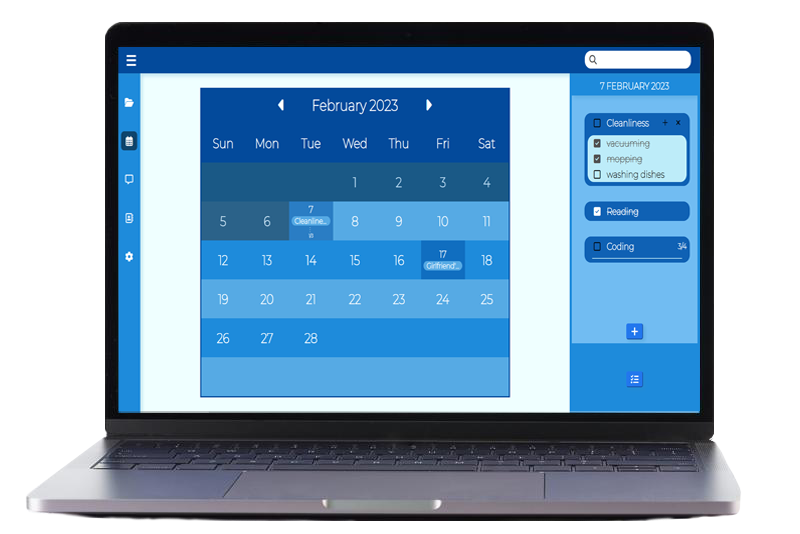 February 2023
Sun Mon Tue Wed Thu Fri Sat
1 2 3 4
5 6 7 8 9 10 11
Cleanline...
12 13 14 15 16 17 18
Girlfriend'...
19 20 21 22 23 24 25
26 27 28
7 FEBRUARY 2023
Cleanliness + ×
vacuuming
mopping
washing dishes
Reading
Coding 3/4
+